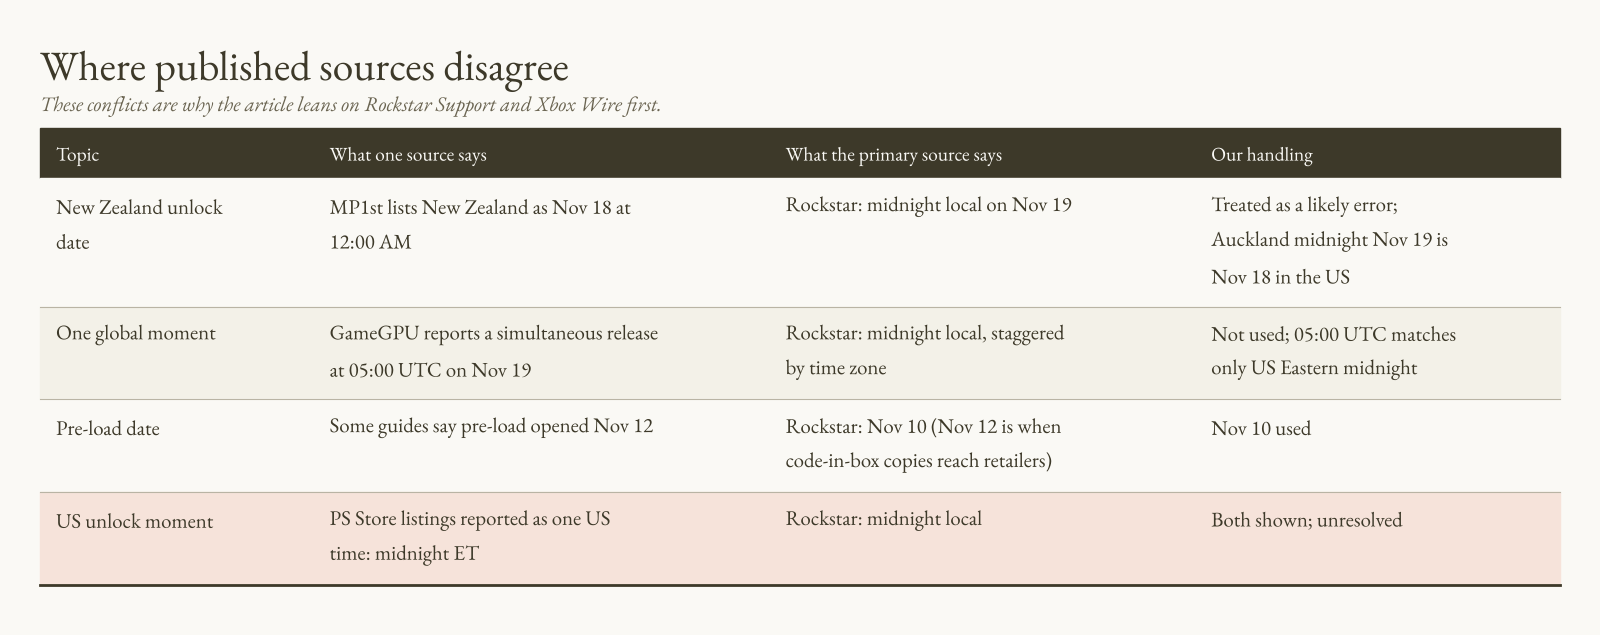 Where published sources disagree
These conflicts are why the article leans on Rockstar Support and Xbox Wire first.
Topic
What one source says
What the primary source says
Our handling
New Zealand unlock
date
MP1st lists New Zealand as Nov 18 at
12:00 AM
Rockstar: midnight local on Nov 19
Treated as a likely error;
Auckland midnight Nov 19 is
Nov 18 in the US
One global moment
GameGPU reports a simultaneous release
at 05:00 UTC on Nov 19
Rockstar: midnight local, staggered
by time zone
Not used; 05:00 UTC matches
only US Eastern midnight
Pre-load date
Some guides say pre-load opened Nov 12
Rockstar: Nov 10 (Nov 12 is when
code-in-box copies reach retailers)
Nov 10 used
US unlock moment
PS Store listings reported as one US
time: midnight ET
Rockstar: midnight local
Both shown; unresolved